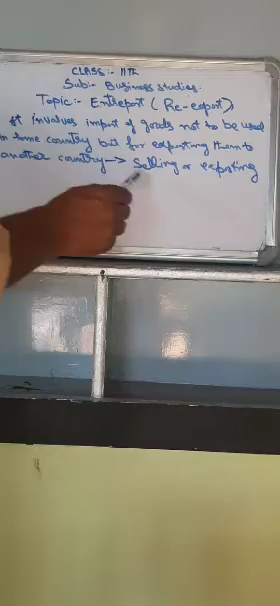 CLASS:- 11th
Sub:- Business studies.
Topic:- Entreport (Re-export)
It involves import of goods not to be used
in home country but for exporting them to
another country → Selling or exporting